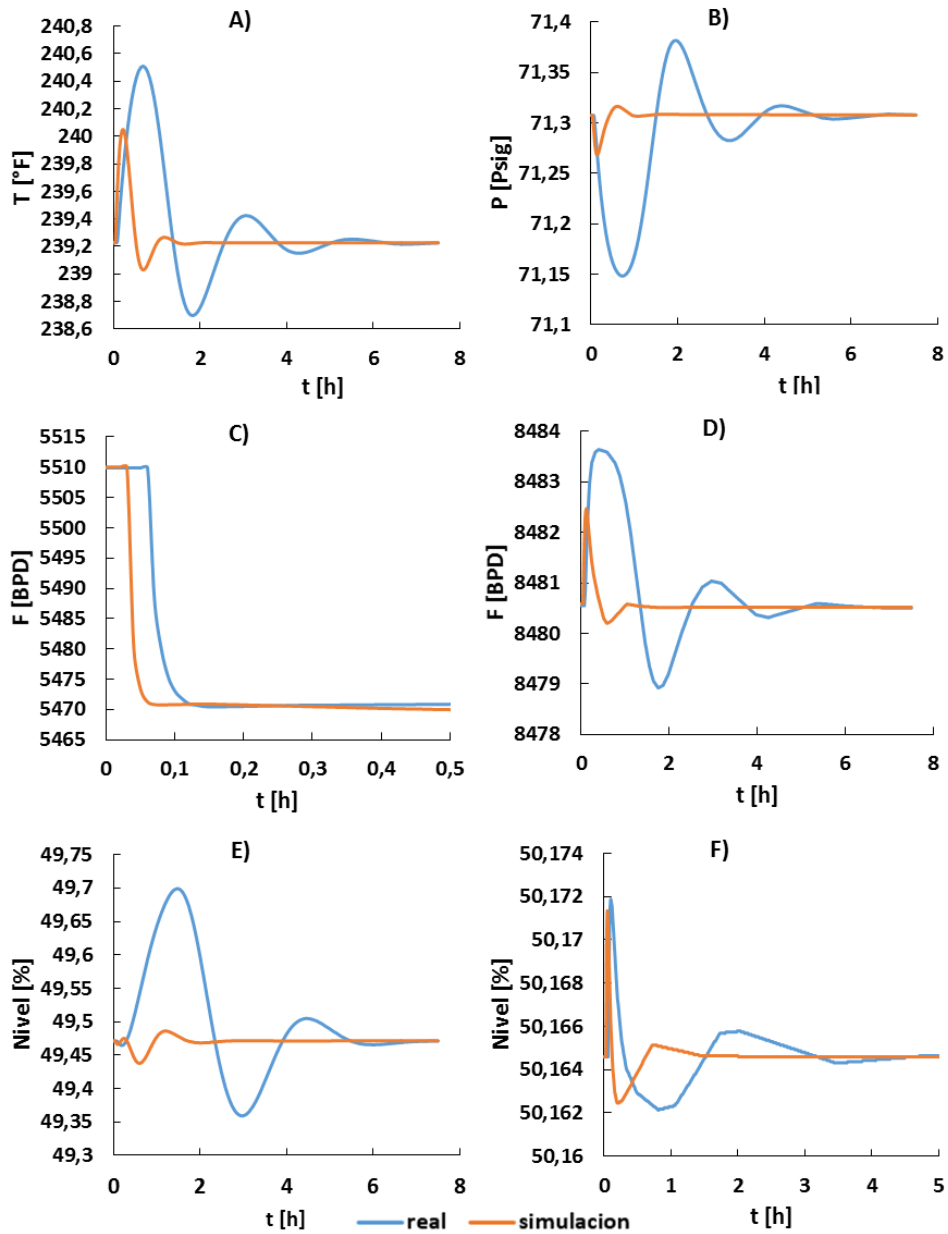 A)
T [°F]
240,8
240,6
240,4
240,2
240
239,8
239,6
239,4
239,2
239
238,8
238,6
0 2 4 6 8
t [h]
B)
P [Psig]
71,4
71,35
71,3
71,25
71,2
71,15
71,1
0 2 4 6 8
t [h]
C)
F [BPD]
5515
5510
5505
5500
5495
5490
5485
5480
5475
5470
5465
0 0,1 0,2 0,3 0,4 0,5
t [h]
D)
F [BPD]
8484
8483
8482
8481
8480
8479
8478
0 2 4 6 8
t [h]
E)
Nivel [%]
49,75
49,7
49,65
49,6
49,55
49,5
49,45
49,4
49,35
49,3
0 2 4 6 8
t [h]
F)
Nivel [%]
50,174
50,172
50,17
50,168
50,166
50,164
50,162
50,16
0 1 2 3 4 5
t [h]
real simulacion